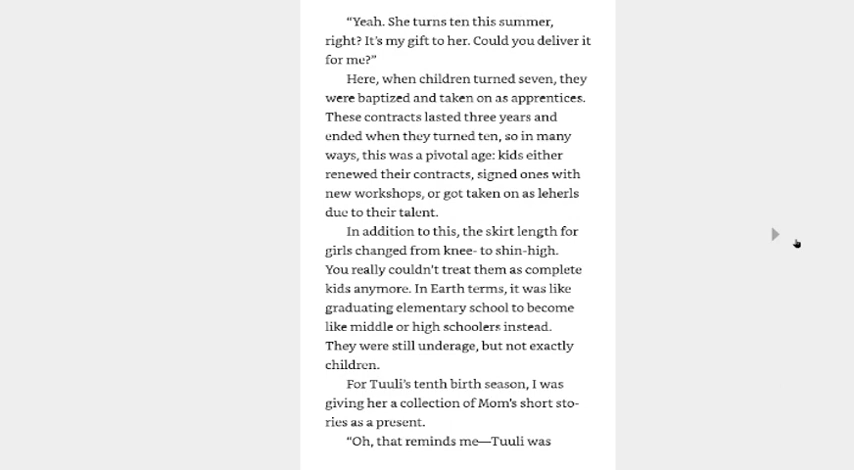 “Yeah. She turns ten this summer,
right? It’s my gift to her. Could you deliver it
for me?”
Here, when children turned seven, they
were baptized and taken on as apprentices.
These contracts lasted three years and
ended when they turned ten, so in many
ways, this was a pivotal age: kids either
renewed their contracts, signed ones with
new workshops, or got taken on as leherls
due to their talent.
In addition to this, the skirt length for
girls changed from knee- to shin-high.
You really couldn’t treat them as complete
kids anymore. In Earth terms, it was like
graduating elementary school to become
like middle or high schoolers instead.
They were still underage, but not exactly
children.
For Tuuli’s tenth birth season, I was
giving her a collection of Mom’s short sto-
ries as a present.
“Oh, that reminds me—Tuuli was